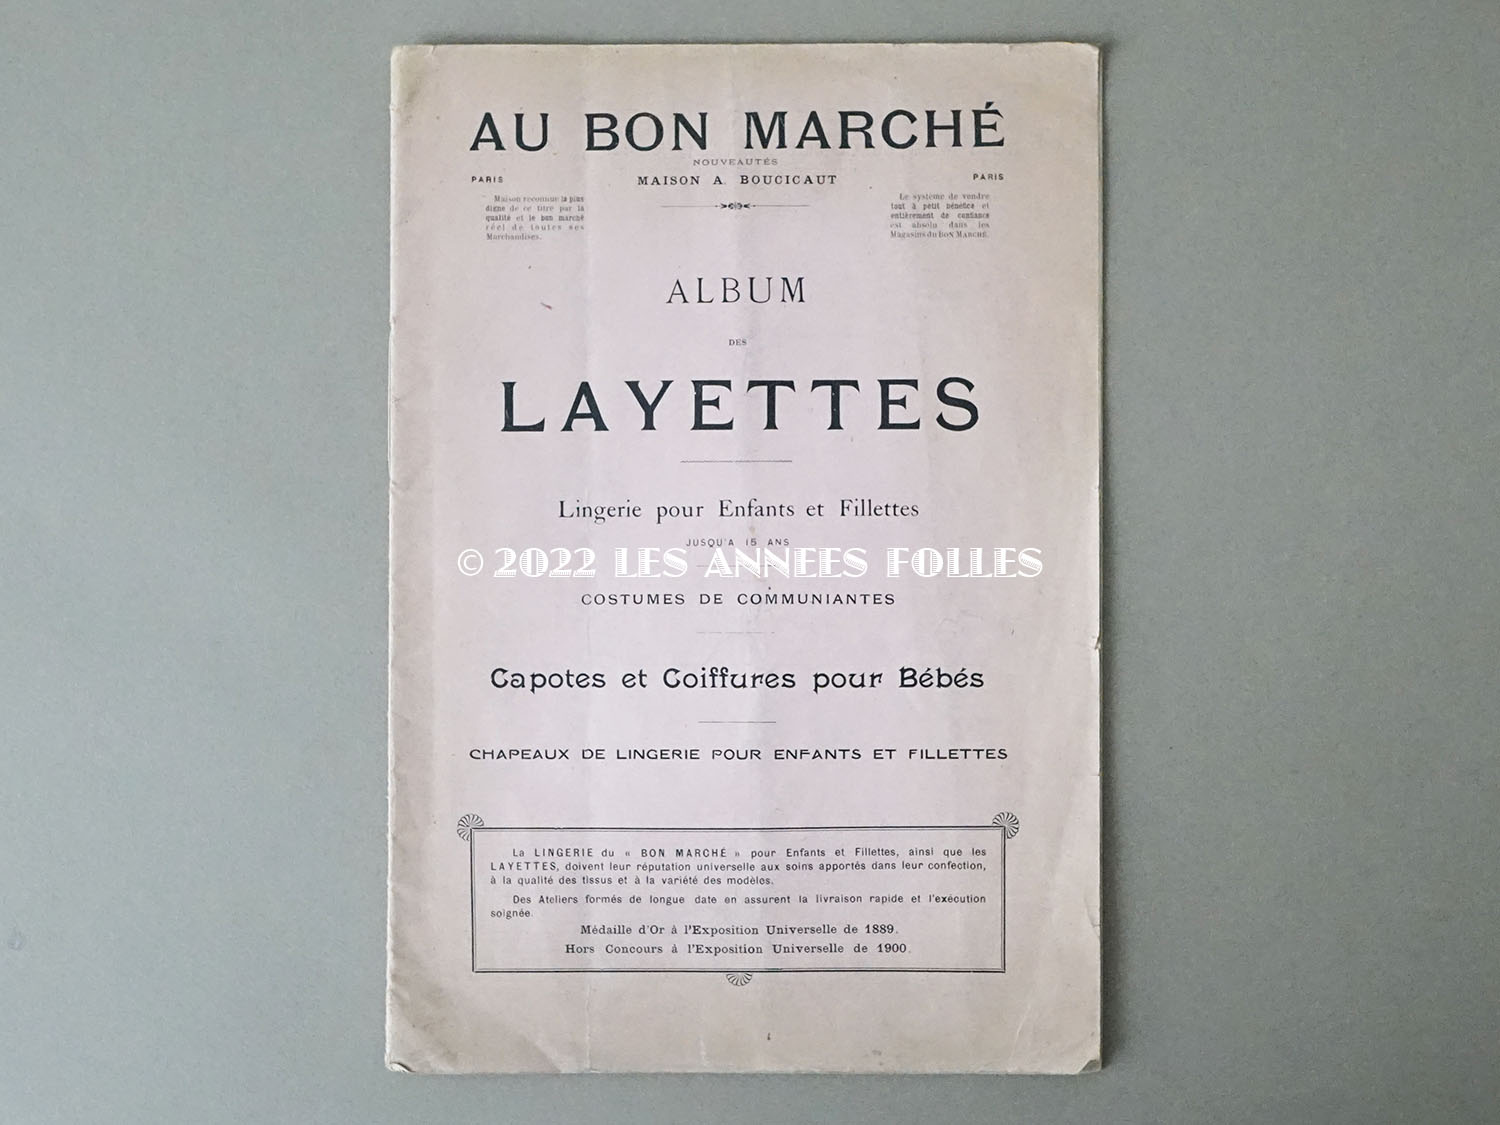 AU BON MARCHÉ
NOUVEAUTÉS
MAISON A. BOUCICAUT
PARIS
Maison reconnue la plus
digne de ce titre par la
qualité et le bon marché
réel de toutes ses
Marchandises.
PARIS
Le système de vendre
tout à petit bénéfice et
entièrement de confiance
est absolu dans les
Magasins du BON MARCHÉ.
ALBUM
DES
LAYETTES
Lingerie pour Enfants et Fillettes
JUSQU'A 15 ANS
© 2022 LES ANNEES FOLLES
COSTUMES DE COMMUNIANTES
Capotes et Coiffures pour Bébés
CHAPEAUX DE LINGERIE POUR ENFANTS ET FILLETTES
La LINGERIE du « BON MARCHÉ » pour Enfants et Fillettes, ainsi que les
LAYETTES, doivent leur réputation universelle aux soins apportés dans leur confection,
à la qualité des tissus et à la variété des modèles.
Des Ateliers formés de longue date en assurent la livraison rapide et l'exécution
soignée.
Médaille d'Or à l'Exposition Universelle de 1889.
Hors Concours à l'Exposition Universelle de 1900.